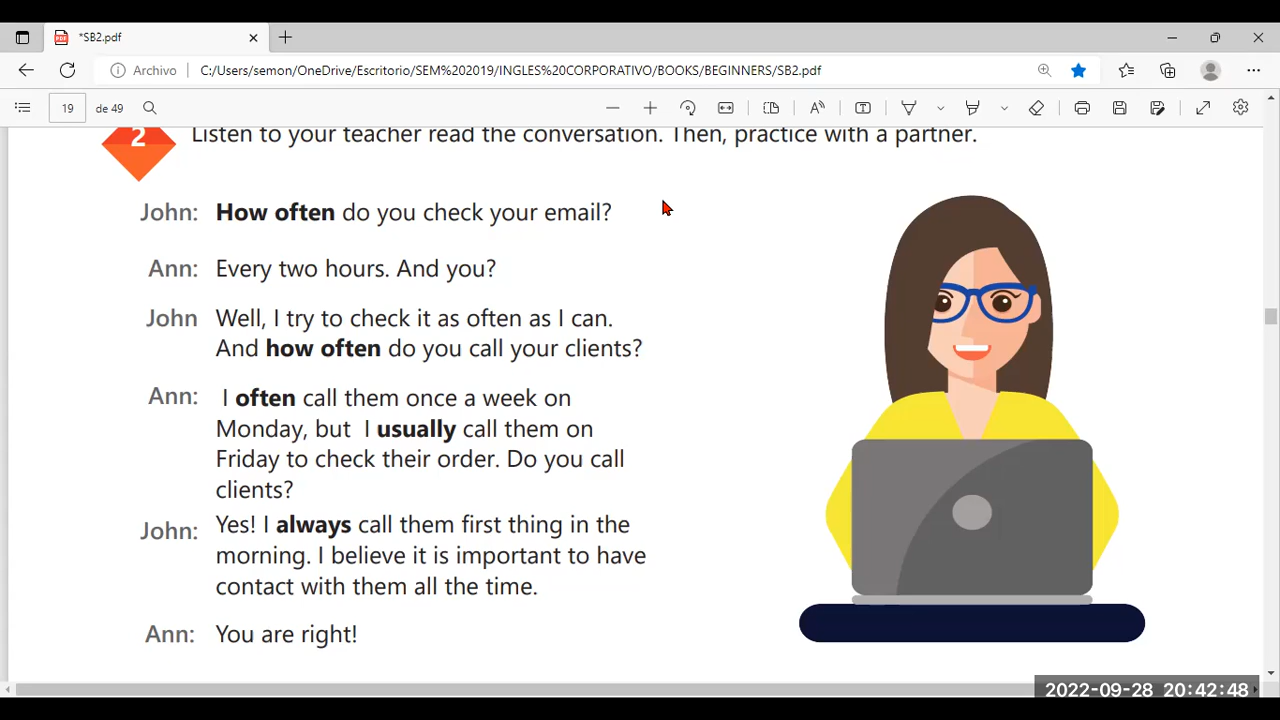 *SB2.pdf
Archivo
C:/Users/semon/OneDrive/Escritorio/SEM%202019/INGLES%20CORPORATIVO/BOOKS/BEGINNERS/SB2.pdf
19 de 49
2 Listen to your teacher read the conversation. Then, practice with a partner.
John: How often do you check your email?
Ann: Every two hours. And you?
John Well, I try to check it as often as I can.
And how often do you call your clients?
Ann: I often call them once a week on
Monday, but I usually call them on
Friday to check their order. Do you call
clients?
John: Yes! I always call them first thing in the
morning. I believe it is important to have
contact with them all the time.
Ann: You are right!
2022-09-28 20:42:48